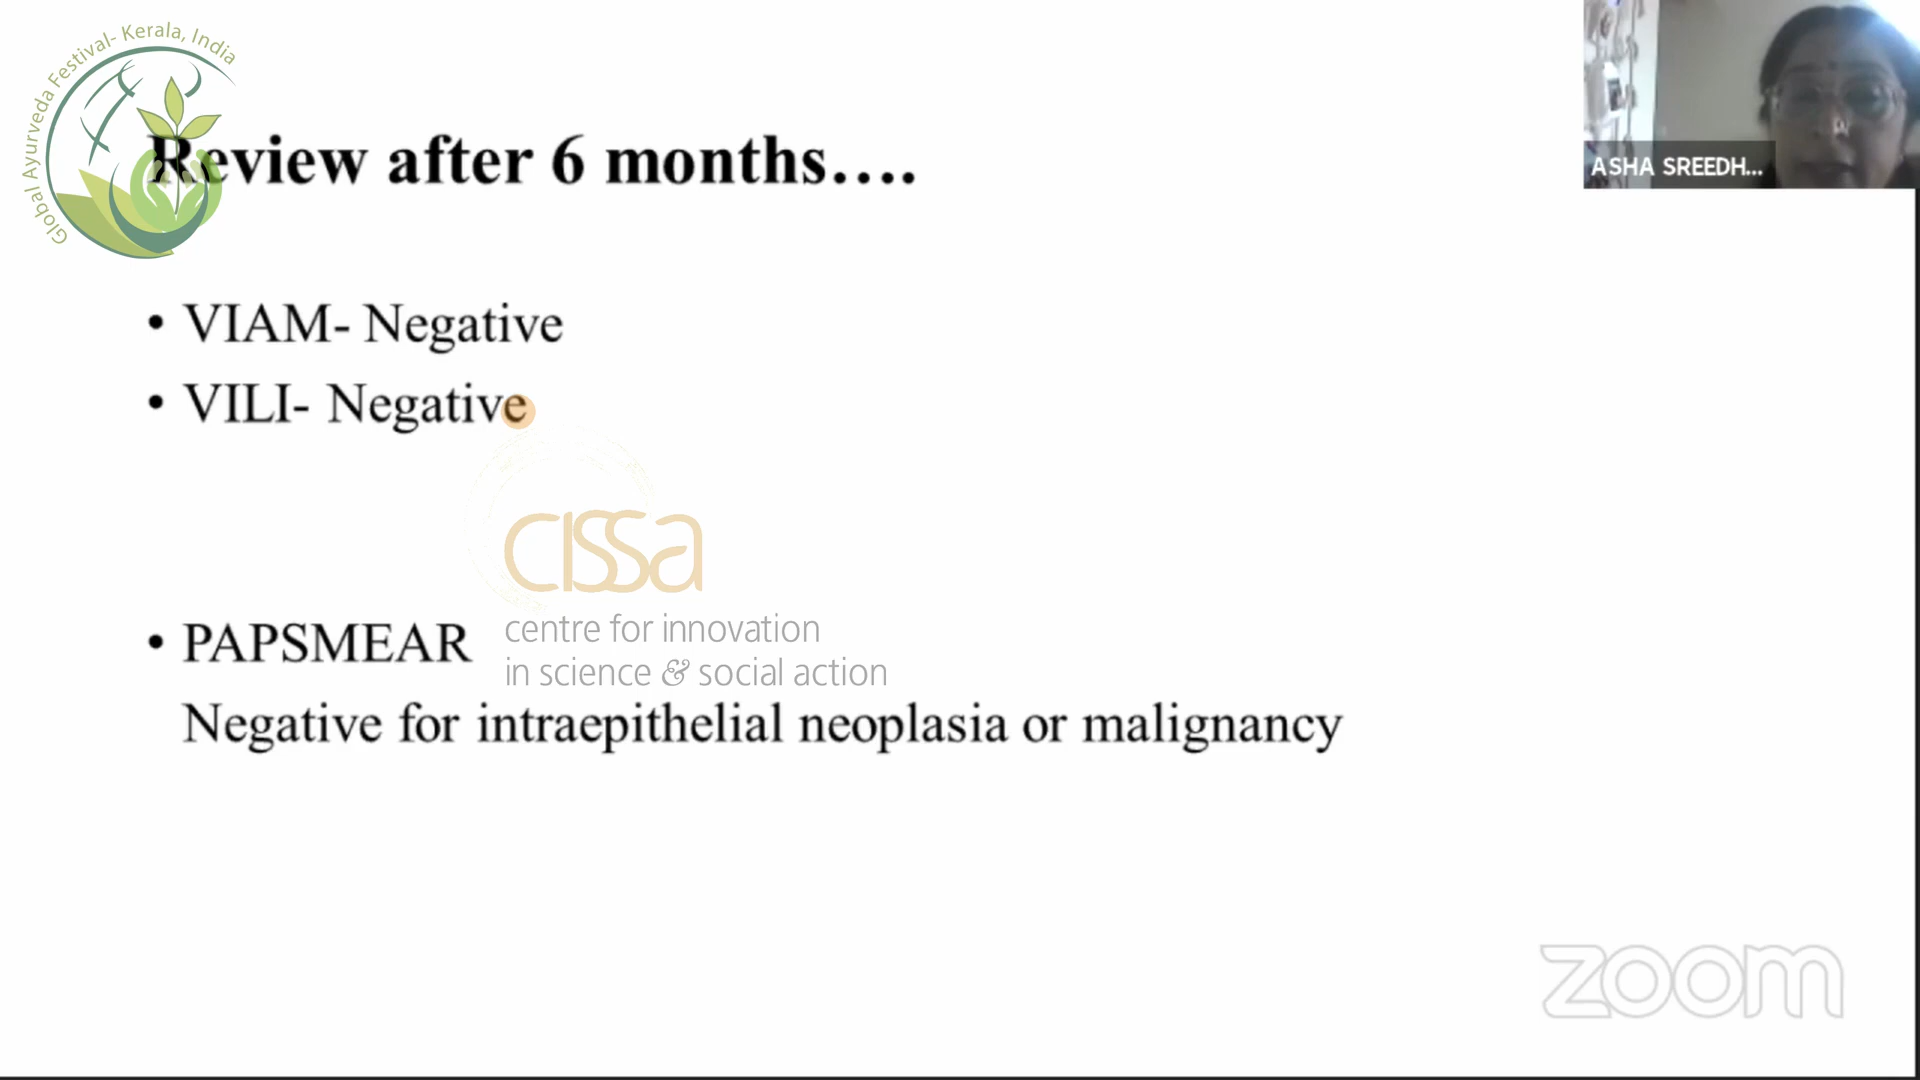 Global Ayurveda Festival- Kerala, India
ASHA SREEDH...
Review after 6 months….
• VIAM- Negative
• VILI- Negative
cissa
centre for innovation
in science & social action
• PAPSMEAR
Negative for intraepithelial neoplasia or malignancy
zoom